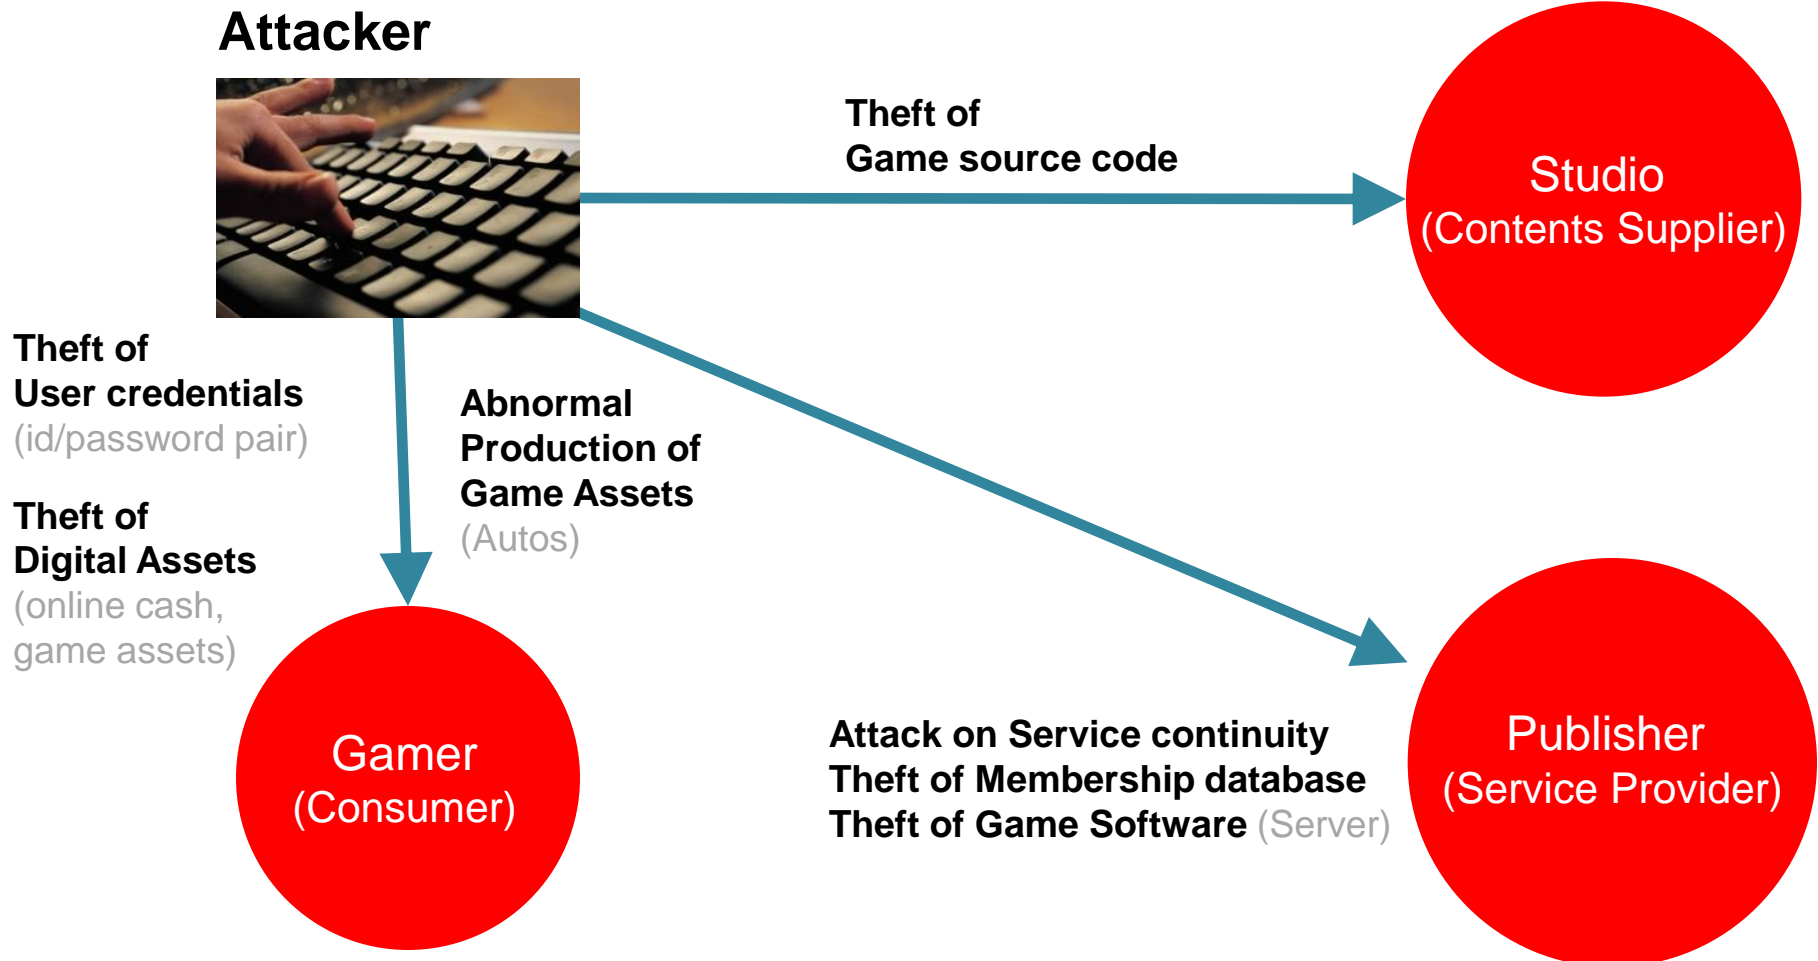 Attacker
Theft of
Game source code
Studio
(Contents Supplier)
Theft of
User credentials
(id/password pair)
Theft of
Digital Assets
(online cash,
game assets)
Abnormal
Production of
Game Assets
(Autos)
Gamer
(Consumer)
Attack on Service continuity
Theft of Membership database
Theft of Game Software (Server)
Publisher
(Service Provider)